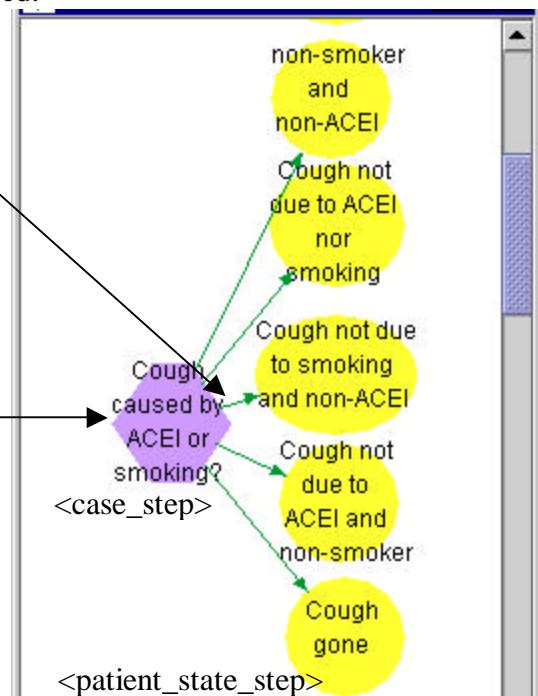 ed.
non-smoker
and
non-ACEI
Cough not
due to ACEI
nor
smoking
Cough not due
to smoking
and non-ACEI
Cough
caused by
ACEI or
smoking?
<case_step>
Cough not
due to
ACEI and
non-smoker
Cough
gone
<patient_state_step>